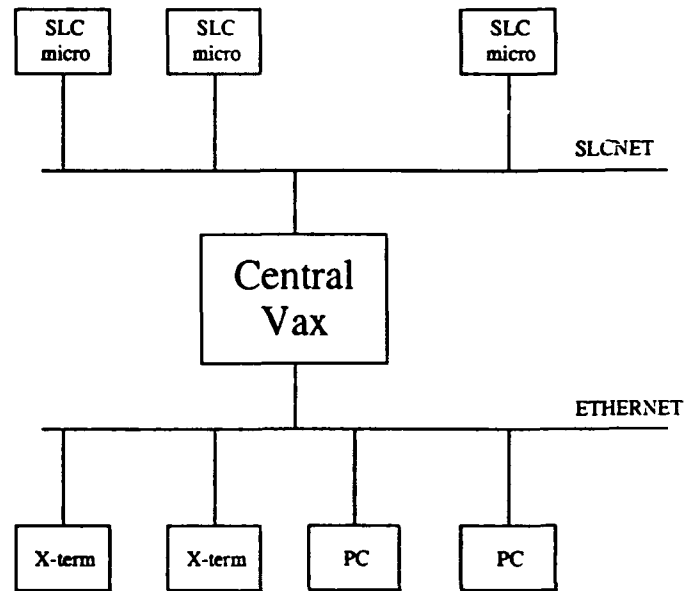 SLC
micro
SLC
micro
SLC
micro
SLCNET
Central
Vax
ETHERNET
X-term
X-term
PC
PC